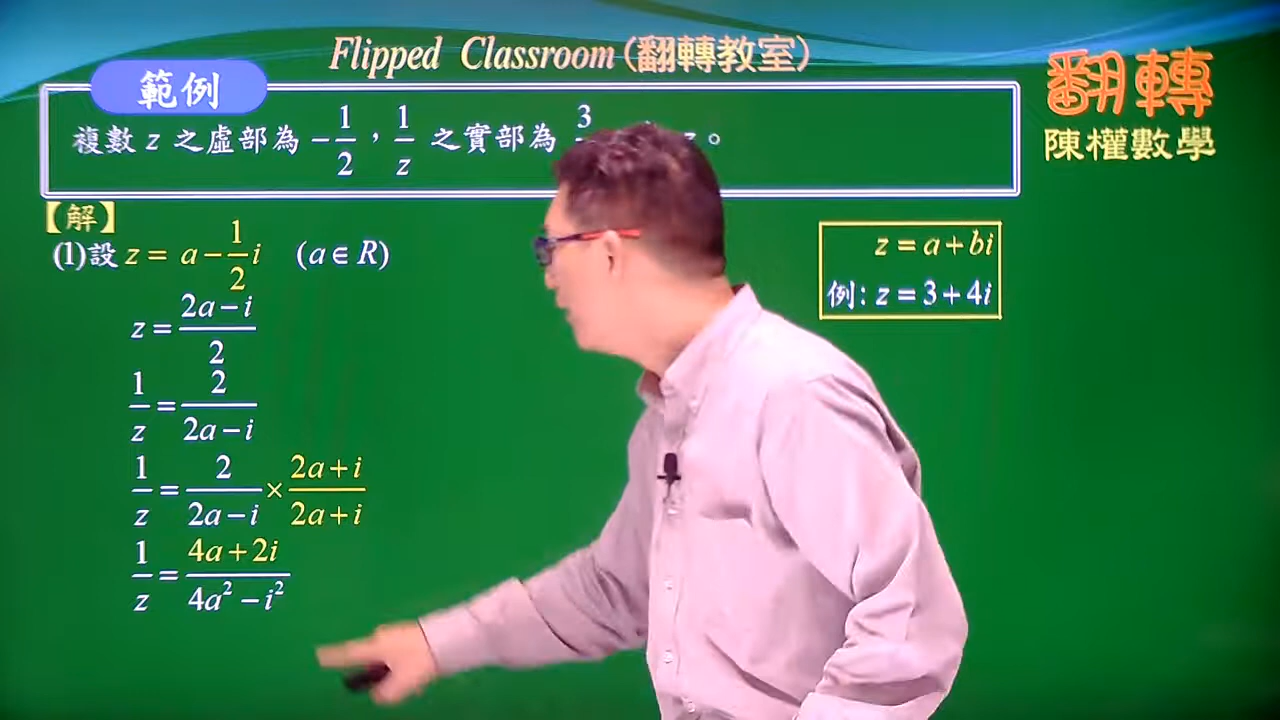 Flipped Classroom (翻轉教室)
翻轉
陳權數學
範例
複數 z 之虛部為 -1/2,1/z 之實部為 3 z。
【解】
(1)設 z = a - 1/2 i (a ∈ R)
z = (2a - i)/2
1/z = 2/(2a - i)
1/z = 2/(2a - i) × (2a + i)/(2a + i)
1/z = (4a + 2i)/(4a² - i²)
z = a + bi
例: z = 3 + 4i